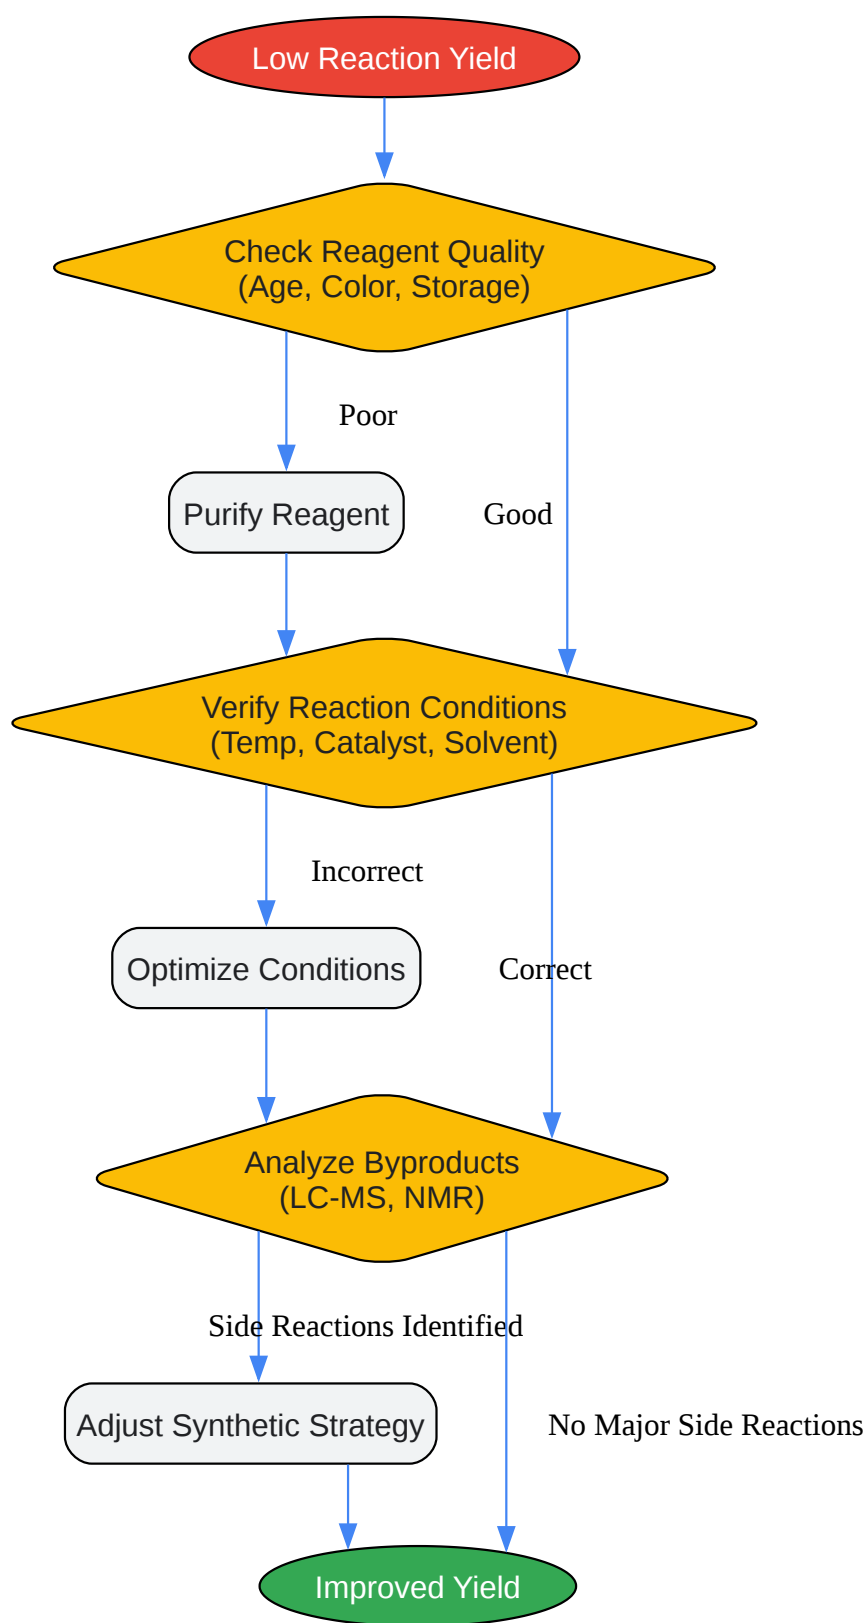 Low Reaction Yield
Check Reagent Quality
(Age, Color, Storage)
Poor
Purify Reagent
Good
Verify Reaction Conditions
(Temp, Catalyst, Solvent)
Incorrect
Optimize Conditions
Correct
Analyze Byproducts
(LC-MS, NMR)
Side Reactions Identified
Adjust Synthetic Strategy
No Major Side Reactions
Improved Yield